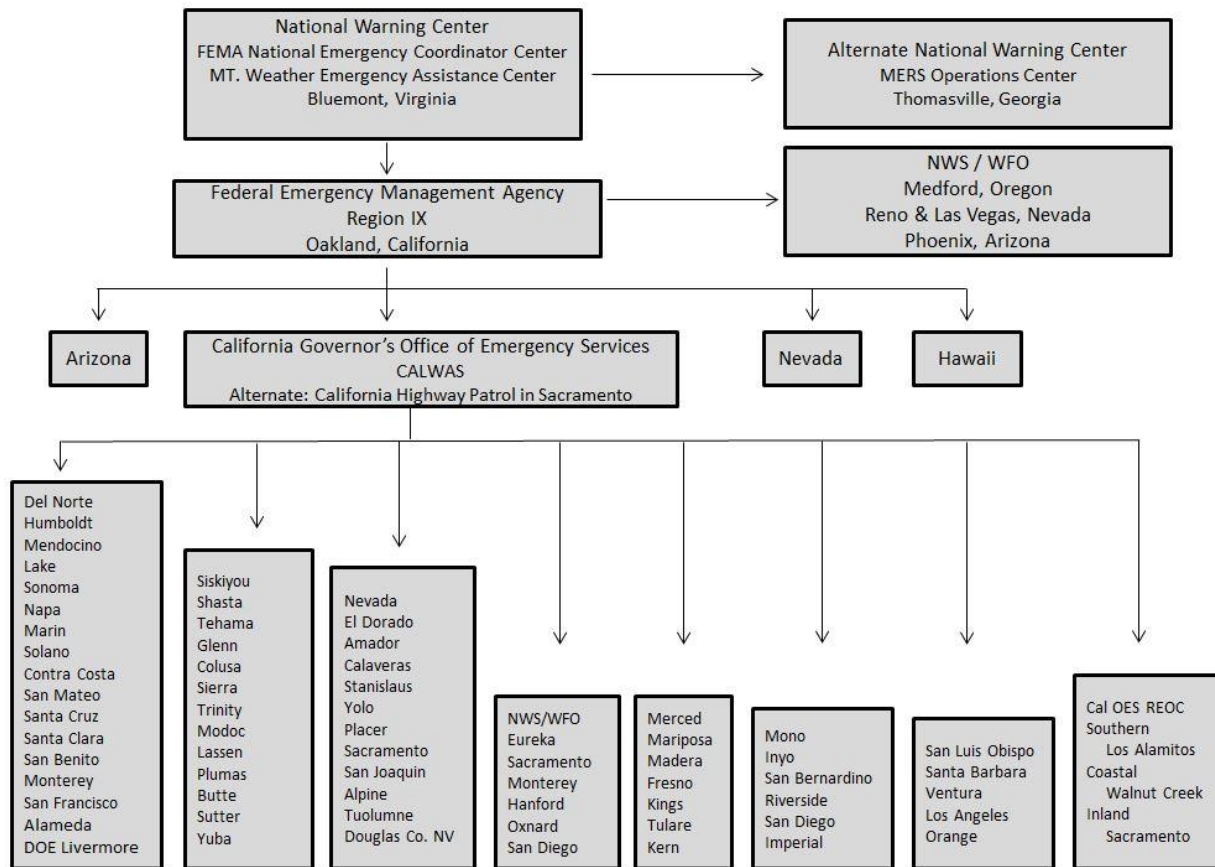 National Warning Center
FEMA National Emergency Coordinator Center
MT. Weather Emergency Assistance Center
Bluemont, Virginia
Alternate National Warning Center
MERS Operations Center
Thomasville, Georgia
Federal Emergency Management Agency
Region IX
Oakland, California
NWS / WFO
Medford, Oregon
Reno & Las Vegas, Nevada
Phoenix, Arizona
Arizona
California Governor's Office of Emergency Services
CALWAS
Alternate: California Highway Patrol in Sacramento
Nevada
Hawaii
Del Norte
Humboldt
Mendocino
Lake
Sonoma
Napa
Marin
Solano
Contra Costa
San Mateo
Santa Cruz
Santa Clara
San Benito
Monterey
San Francisco
Alameda
DOE Livermore
Siskiyou
Shasta
Tehama
Glenn
Colusa
Sierra
Trinity
Modoc
Lassen
Plumas
Butte
Sutter
Yuba
Nevada
El Dorado
Amador
Calaveras
Stanislaus
Yolo
Placer
Sacramento
San Joaquin
Alpine
Tuolumne
Douglas Co. NV
NWS/WFO
Eureka
Sacramento
Monterey
Hanford
Oxnard
San Diego
Merced
Mariposa
Madera
Fresno
Kings
Tulare
Kern
Mono
Inyo
San Bernardino
Riverside
San Diego
Imperial
San Luis Obispo
Santa Barbara
Ventura
Los Angeles
Orange
Cal OES REOC
Southern
Los Alamitos
Coastal
Walnut Creek
Inland
Sacramento